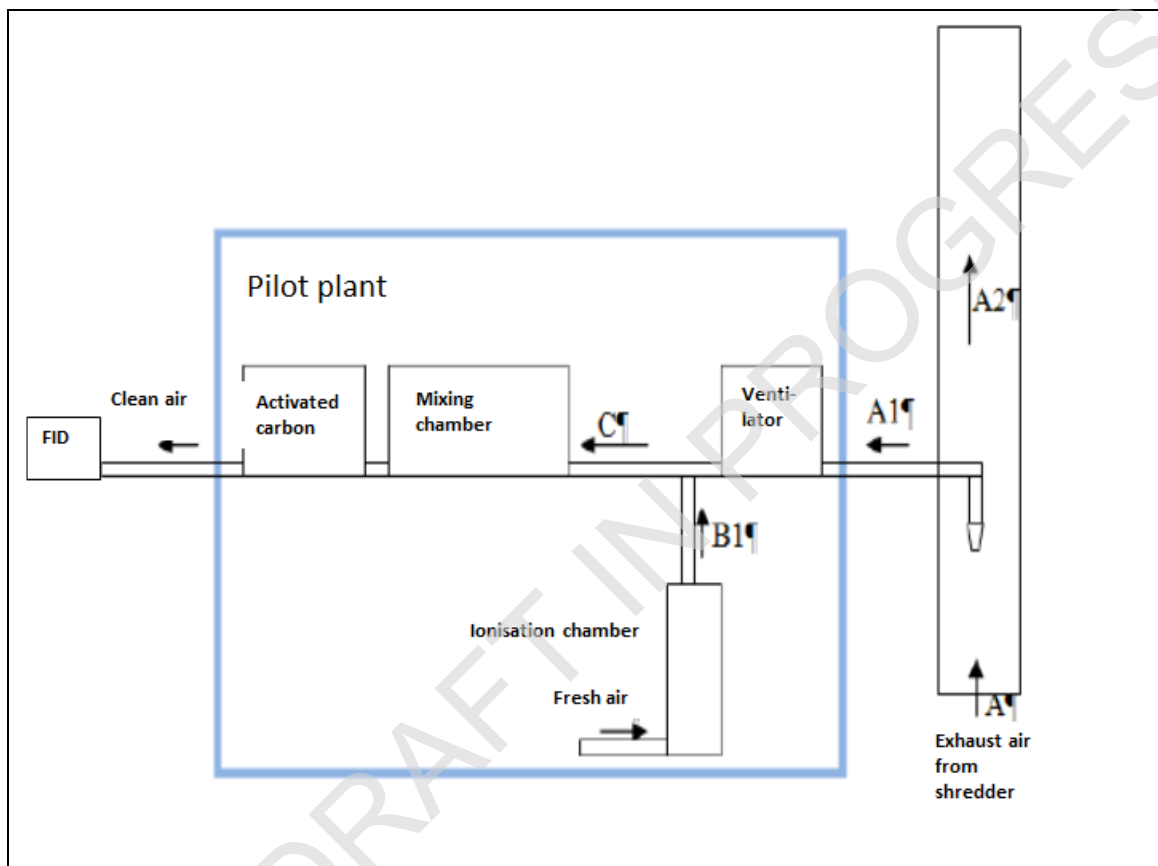 Pilot plant
A2¶
Clean air
FID
Activated
carbon
Mixing
chamber
C¶
Venti-
lator
A1¶
B1¶
Ionisation chamber
Fresh air
A¶
Exhaust air
from
shredder
DRAFT IN PROGRES